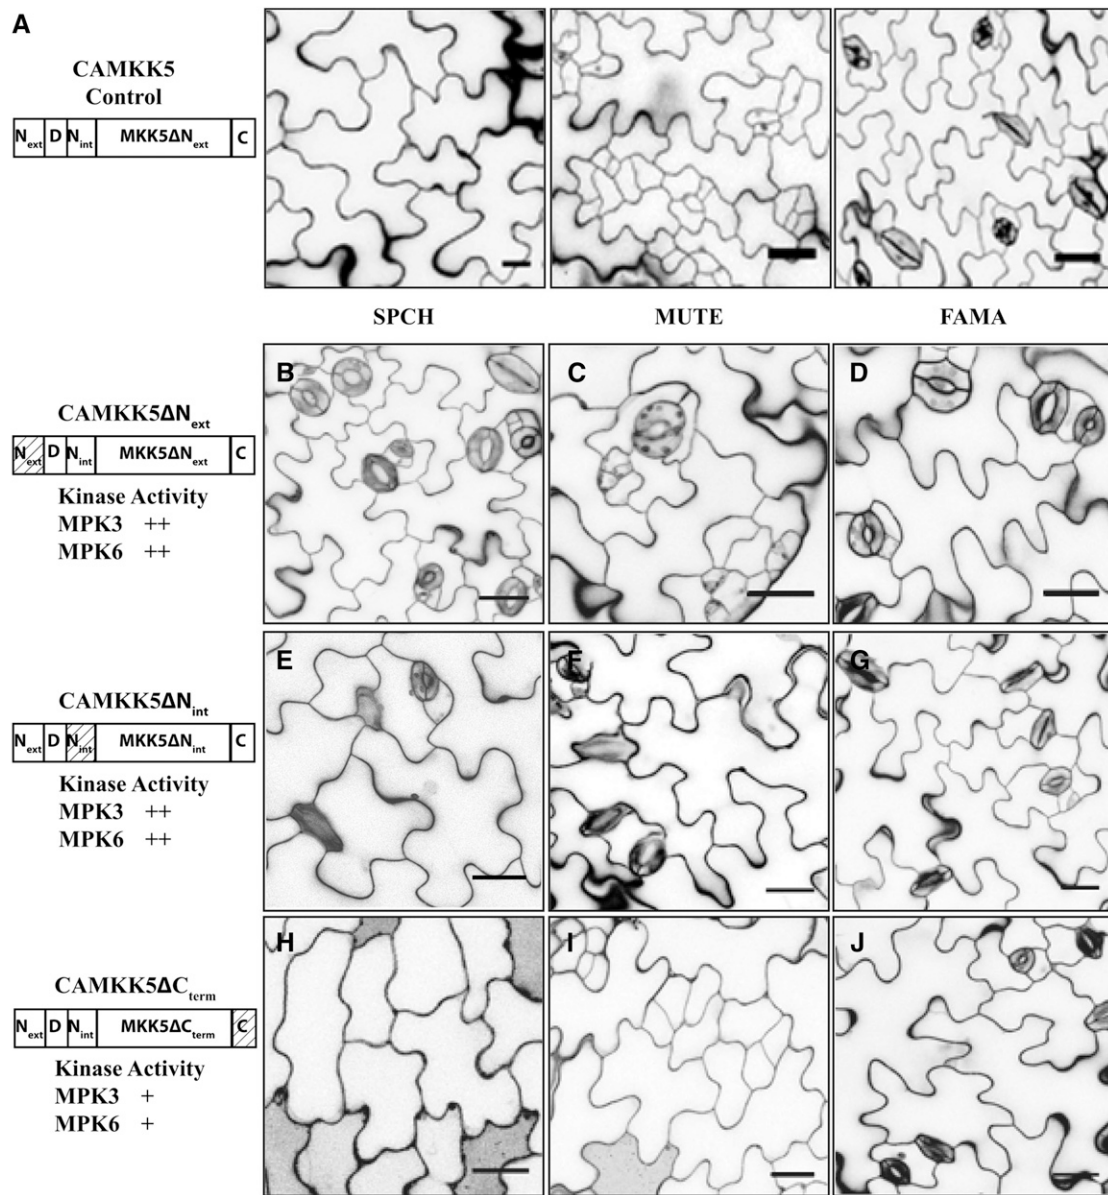 A
CAMKK5
Control
Next D Nint MKK5ΔNext C
SPCH MUTE FAMA
B C D
CAMKK5ΔNext
Next D Nint MKK5ΔNext C
Kinase Activity
MPK3 ++
MPK6 ++
E F G
CAMKK5ΔNint
Next D Nint MKK5ΔNint C
Kinase Activity
MPK3 ++
MPK6 ++
H I J
CAMKK5ΔCterm
Next D Nint MKK5ΔCterm C
Kinase Activity
MPK3 +
MPK6 +